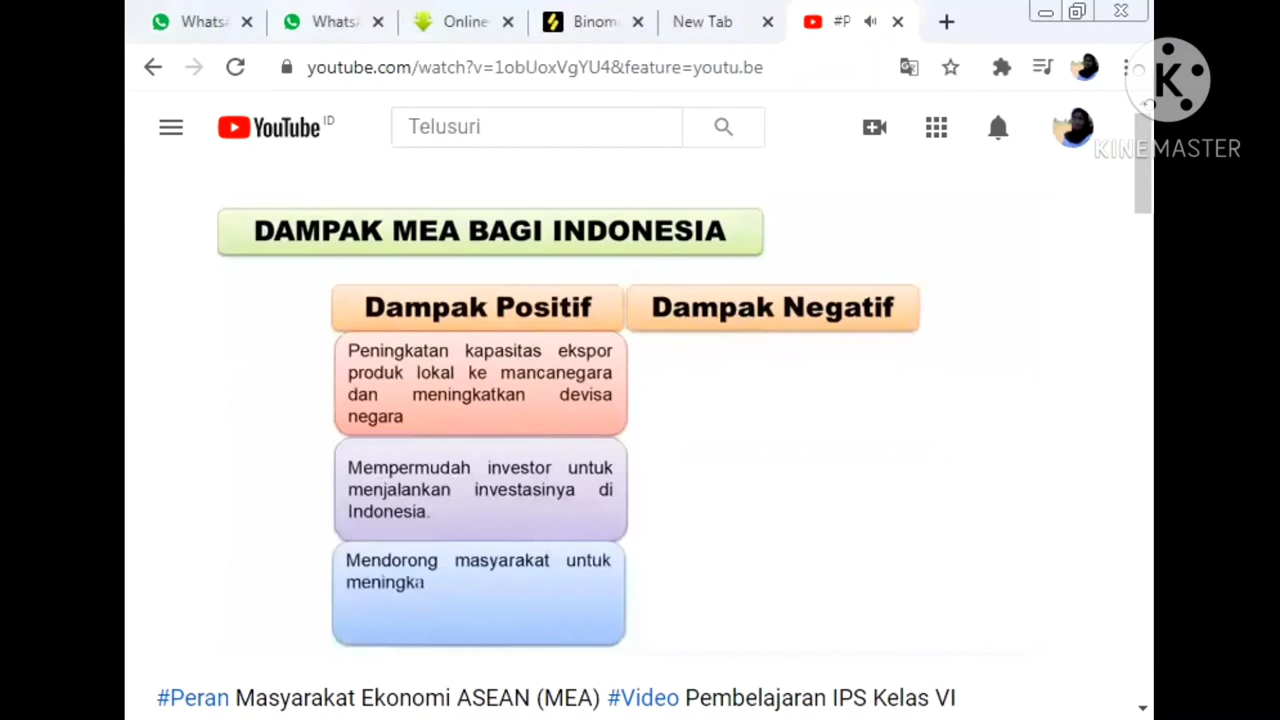 Whats
Whats
Online
Binom
New Tab
#P
youtube.com/watch?v=1obUoxVgYU4&feature=youtu.be
K
KINEMASTER
YouTube ID
Telusuri
DAMPAK MEA BAGI INDONESIA
Dampak Positif
Dampak Negatif
Peningkatan kapasitas ekspor
produk lokal ke mancanegara
dan meningkatkan devisa
negara
Mempermudah investor untuk
menjalankan investasinya di
Indonesia.
Mendorong masyarakat untuk
meningka
#Peran Masyarakat Ekonomi ASEAN (MEA) #Video Pembelajaran IPS Kelas VI